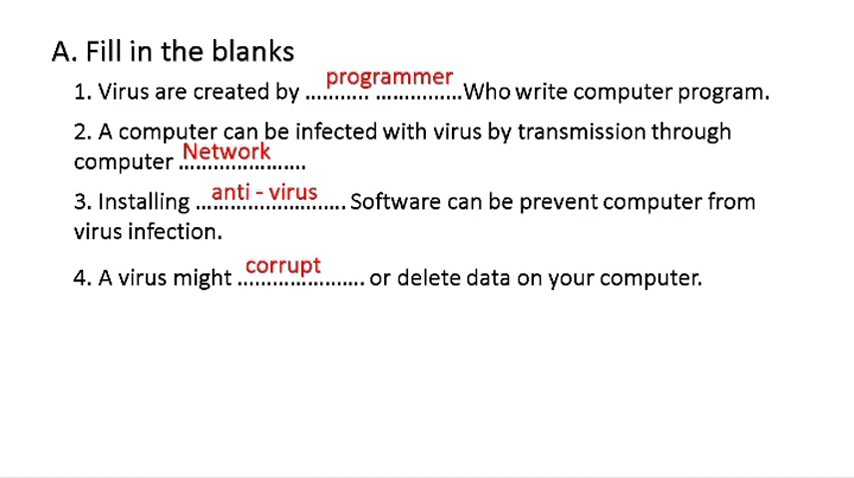 A. Fill in the blanks
1. Virus are created by ........... programmer ...............Who write computer program.
2. A computer can be infected with virus by transmission through
computer Network ......................
3. Installing ... anti - virus .......................... Software can be prevent computer from
virus infection.
4. A virus might corrupt ...................... or delete data on your computer.